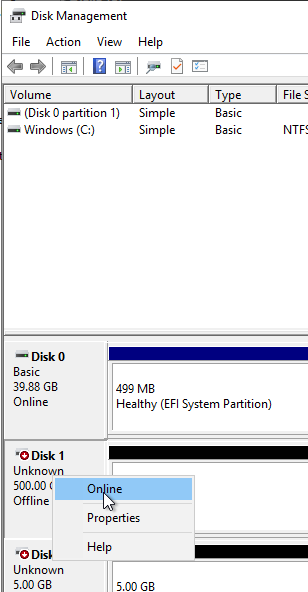 Disk Management
File Action View Help
Volume Layout Type File S
(Disk 0 partition 1) Simple Basic
Windows (C:) Simple Basic NTFS
Disk 0
Basic
39.88 GB
Online
499 MB
Healthy (EFI System Partition)
Disk 1
Unknown
500.00
Offline
Online
Properties
Help
Disk
Unknown
5.00 GB
5.00 GB